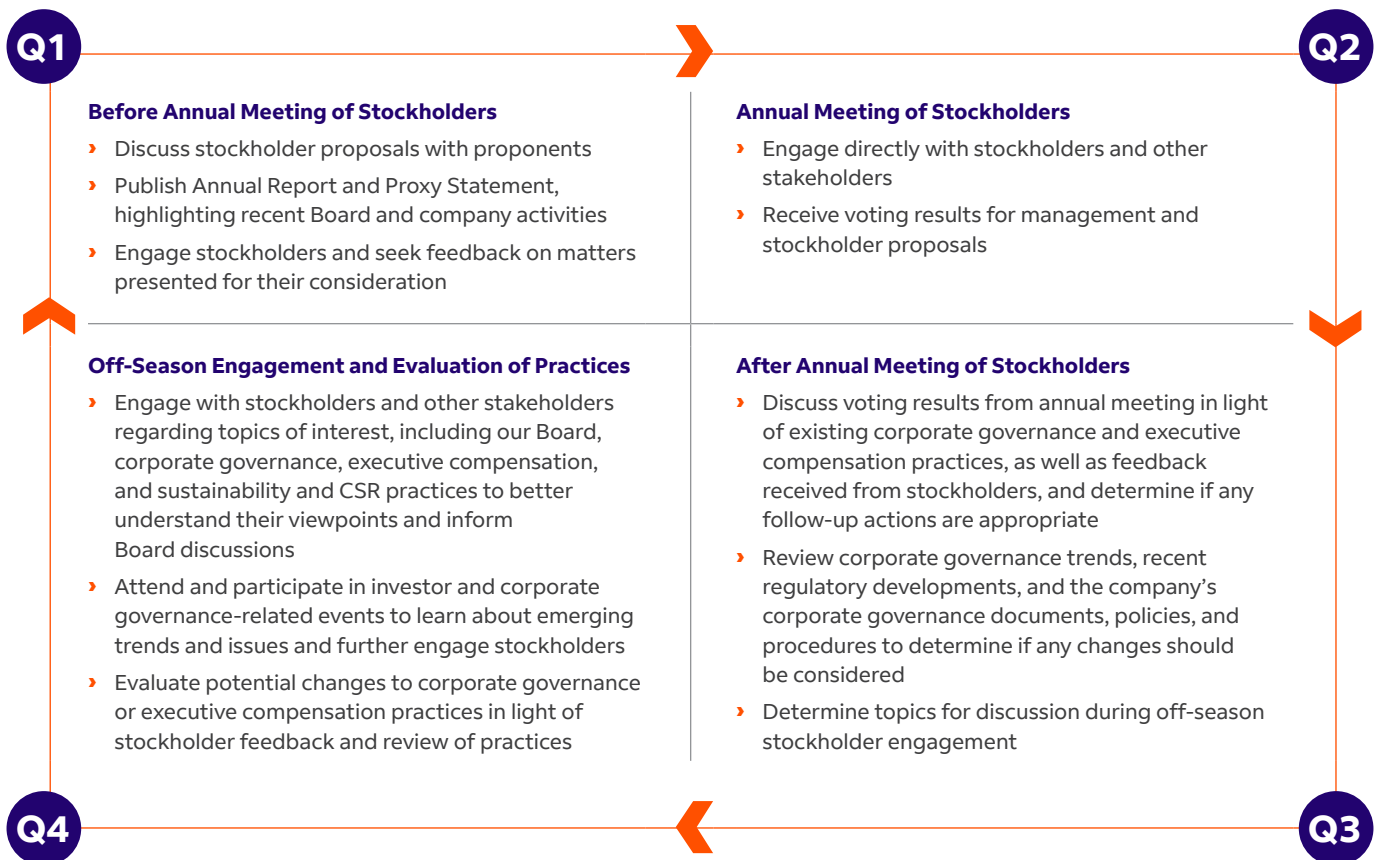 Q1
Q2
Before Annual Meeting of Stockholders
› Discuss stockholder proposals with proponents
› Publish Annual Report and Proxy Statement,
highlighting recent Board and company activities
› Engage stockholders and seek feedback on matters
presented for their consideration
Annual Meeting of Stockholders
› Engage directly with stockholders and other
stakeholders
› Receive voting results for management and
stockholder proposals
Off-Season Engagement and Evaluation of Practices
› Engage with stockholders and other stakeholders
regarding topics of interest, including our Board,
corporate governance, executive compensation,
and sustainability and CSR practices to better
understand their viewpoints and inform
Board discussions
› Attend and participate in investor and corporate
governance-related events to learn about emerging
trends and issues and further engage stockholders
› Evaluate potential changes to corporate governance
or executive compensation practices in light of
stockholder feedback and review of practices
After Annual Meeting of Stockholders
› Discuss voting results from annual meeting in light
of existing corporate governance and executive
compensation practices, as well as feedback
received from stockholders, and determine if any
follow-up actions are appropriate
› Review corporate governance trends, recent
regulatory developments, and the company’s
corporate governance documents, policies, and
procedures to determine if any changes should
be considered
› Determine topics for discussion during off-season
stockholder engagement
Q4
Q3